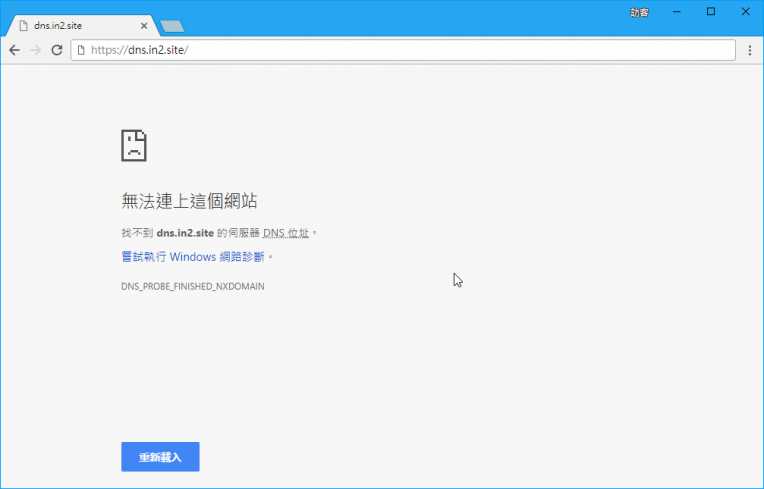 訪客
dns.in2.site
https://dns.in2.site/
無法連上這個網站
找不到 dns.in2.site 的伺服器 DNS 位址。
嘗試執行 Windows 網路診斷。
DNS_PROBE_FINISHED_NXDOMAIN
重新載入